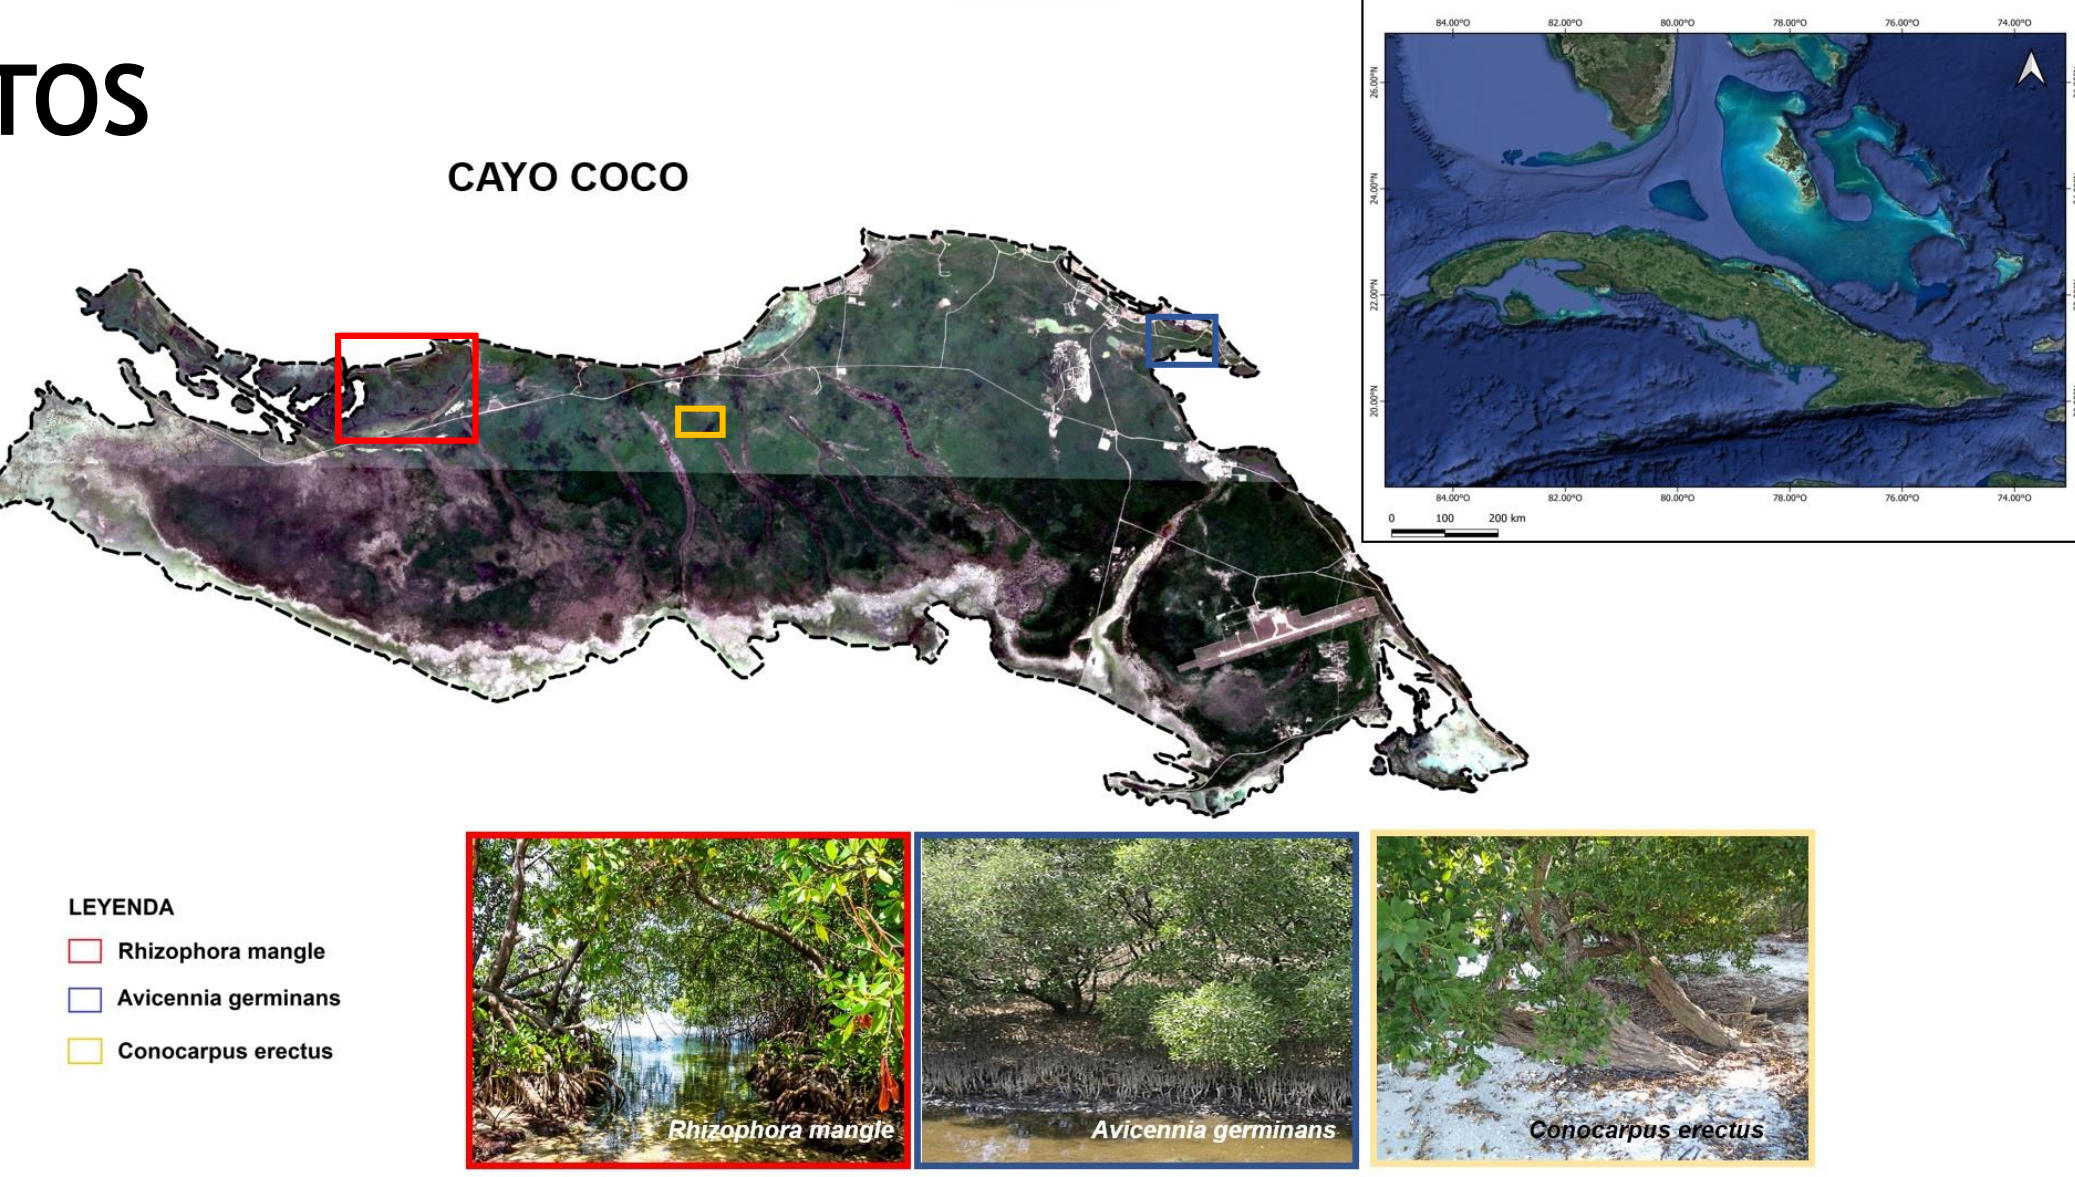 TOS
CAYO COCO
84.00°O 82.00°O 80.00°O 78.00°O 76.00°O 74.00°O
26.00°N
24.00°N
22.00°N
20.00°N
84.00°O 82.00°O 80.00°O 78.00°O 76.00°O 74.00°O
0 100 200 km
LEYENDA
Rhizophora mangle
Avicennia germinans
Conocarpus erectus
Rhizophora mangle
Avicennia germinans
Conocarpus erectus